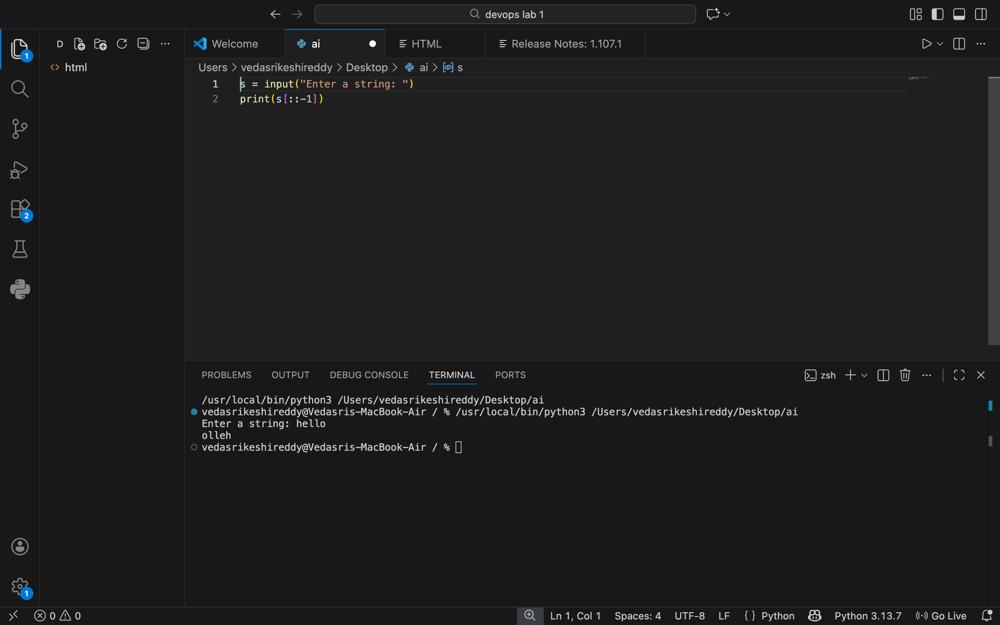 devops lab 1
1
D
html
2
1
Welcome
ai
HTML
Release Notes: 1.107.1
Users > vedasrikeshireddy > Desktop > ai > s
1 s = input("Enter a string: ")
2 print(s[::-1])
PROBLEMS OUTPUT DEBUG CONSOLE TERMINAL PORTS
zsh
/usr/local/bin/python3 /Users/vedasrikeshireddy/Desktop/ai
vedasrikeshireddy@Vedasris-MacBook-Air / % /usr/local/bin/python3 /Users/vedasrikeshireddy/Desktop/ai
Enter a string: hello
olleh
vedasrikeshireddy@Vedasris-MacBook-Air / %
0 0
Ln 1, Col 1 Spaces: 4 UTF-8 LF {} Python Python 3.13.7 Go Live